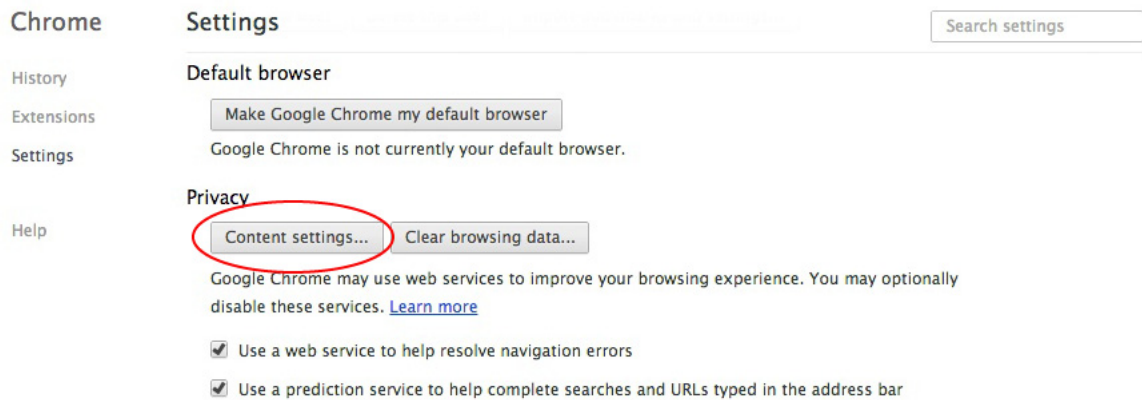 Chrome
Settings
Search settings
History
Extensions
Settings
Help
Default browser
Make Google Chrome my default browser
Google Chrome is not currently your default browser.
Privacy
Content settings...
Clear browsing data...
Google Chrome may use web services to improve your browsing experience. You may optionally
disable these services. Learn more
Use a web service to help resolve navigation errors
Use a prediction service to help complete searches and URLs typed in the address bar